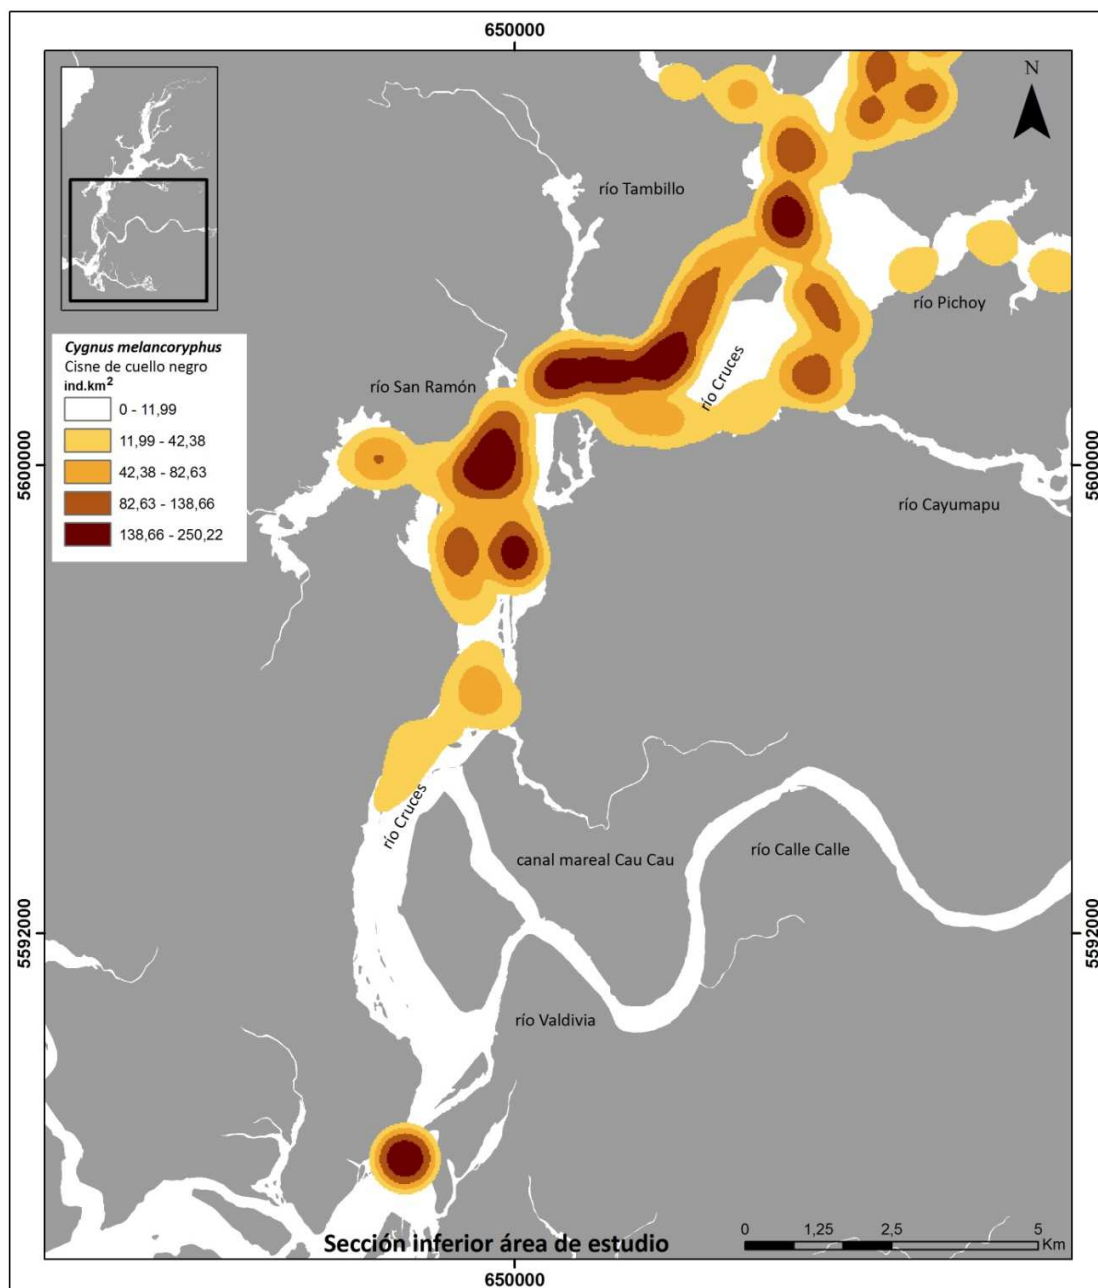 650000
N
río Tambillo
río Pichoy
Cygnus melancoryphus
Cisne de cuello negro
ind.km²
0 - 11,99
11,99 - 42,38
42,38 - 82,63
82,63 - 138,66
138,66 - 250,22
río San Ramón
río Cruces
5600000
5600000
río Cayumapu
río Cruces
canal mareal Cau Cau
río Calle Calle
5592000
5592000
río Valdivia
Sección inferior área de estudio
0 1,25 2,5 5
Km
650000